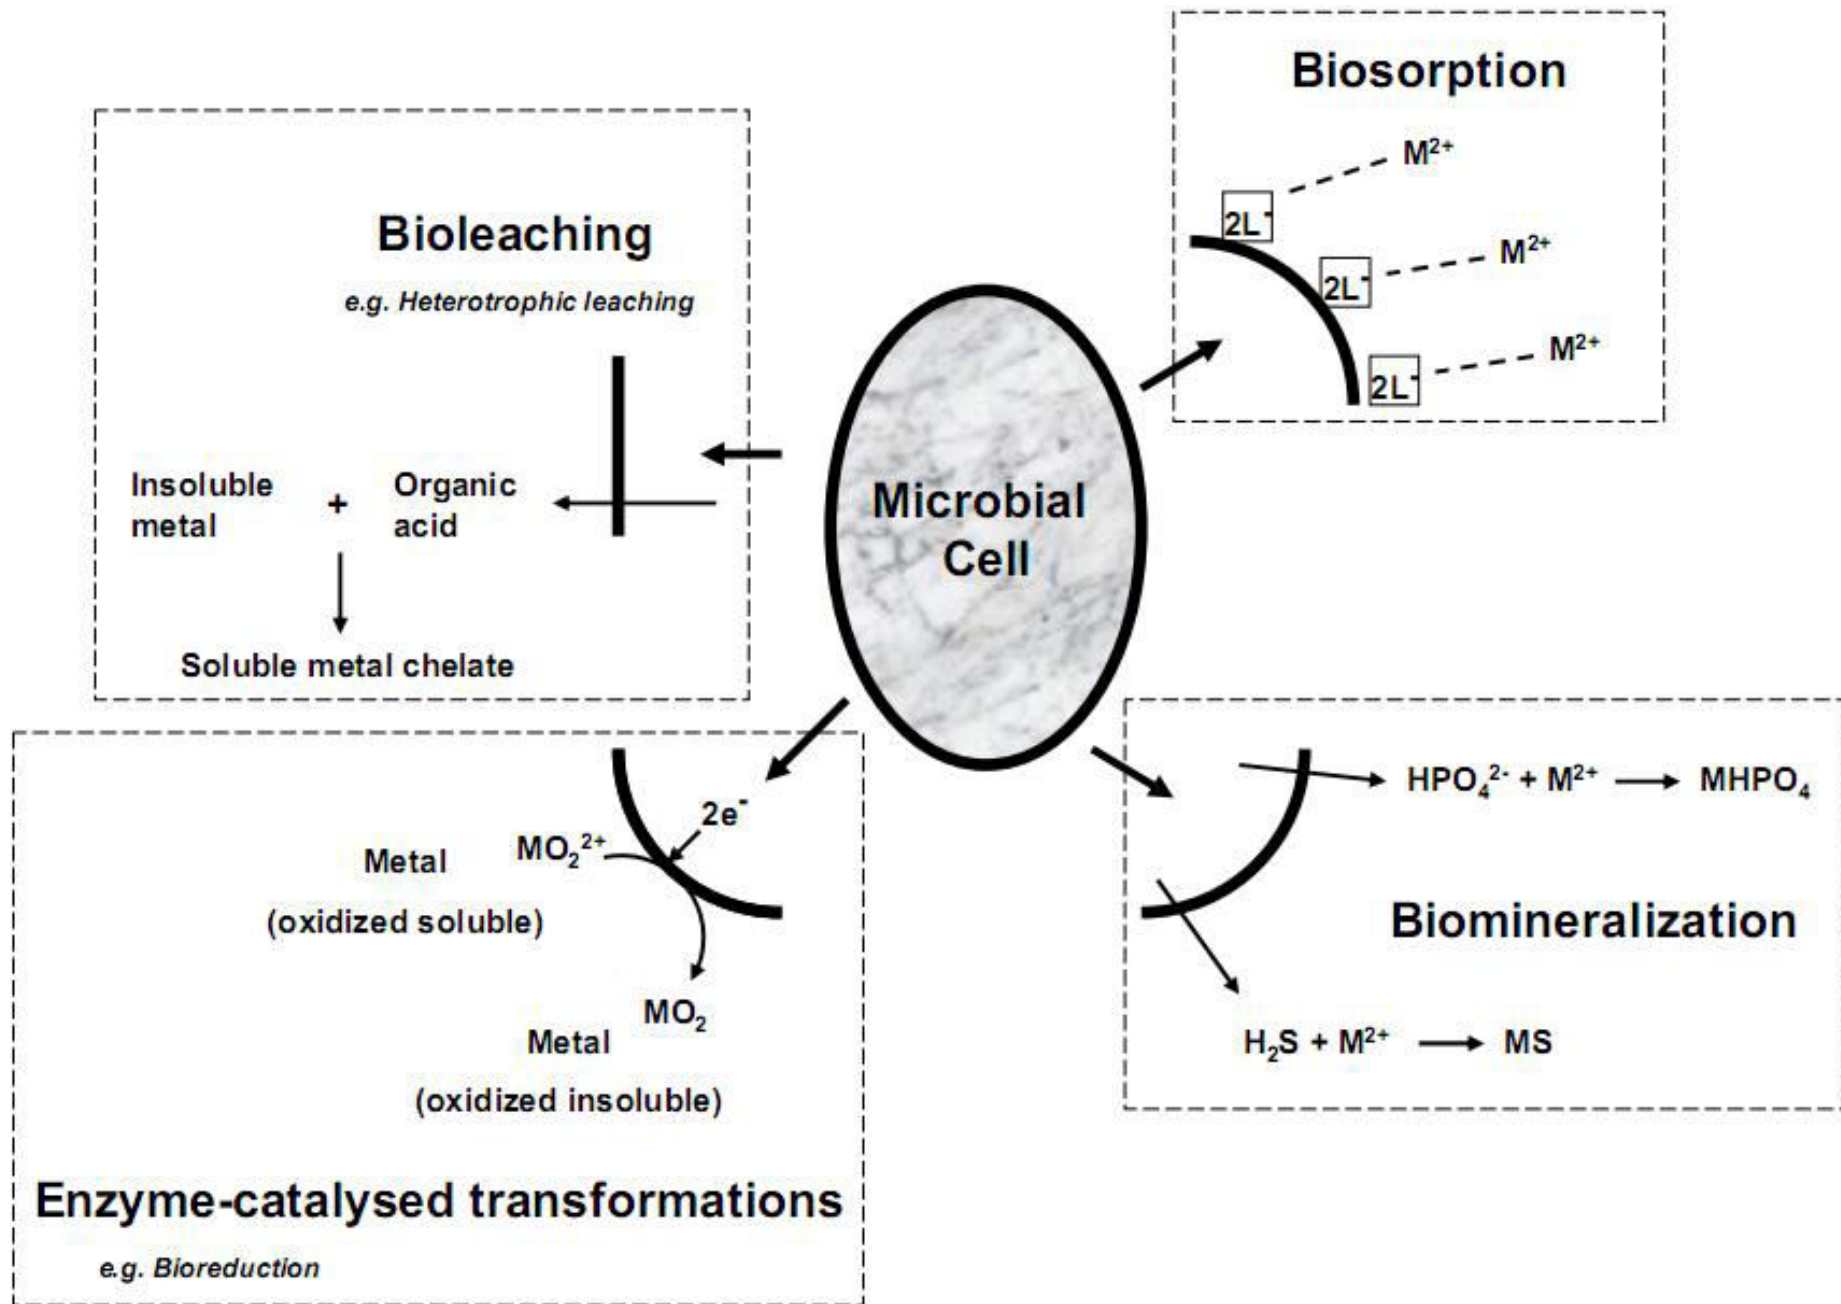 Biosorption
M²⁺
2L⁻
M²⁺
2L⁻
M²⁺
2L⁻
Bioleaching
e.g. Heterotrophic leaching
Insoluble metal + Organic acid
Soluble metal chelate
Microbial
Cell
2e⁻
Metal MO₂²⁺
(oxidized soluble)
MO₂
Metal
(oxidized insoluble)
Enzyme-catalysed transformations
e.g. Bioreduction
HPO₄²⁻ + M²⁺ → MHPO₄
Biomineralization
H₂S + M²⁺ → MS